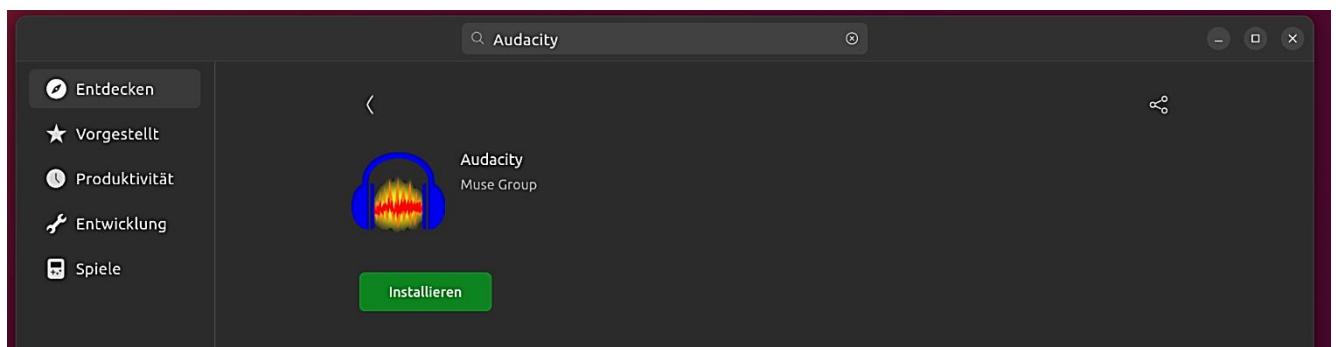 Audacity
Entdecken
Vorgestellt
Produktivität
Entwicklung
Spiele
Audacity
Muse Group
Installieren